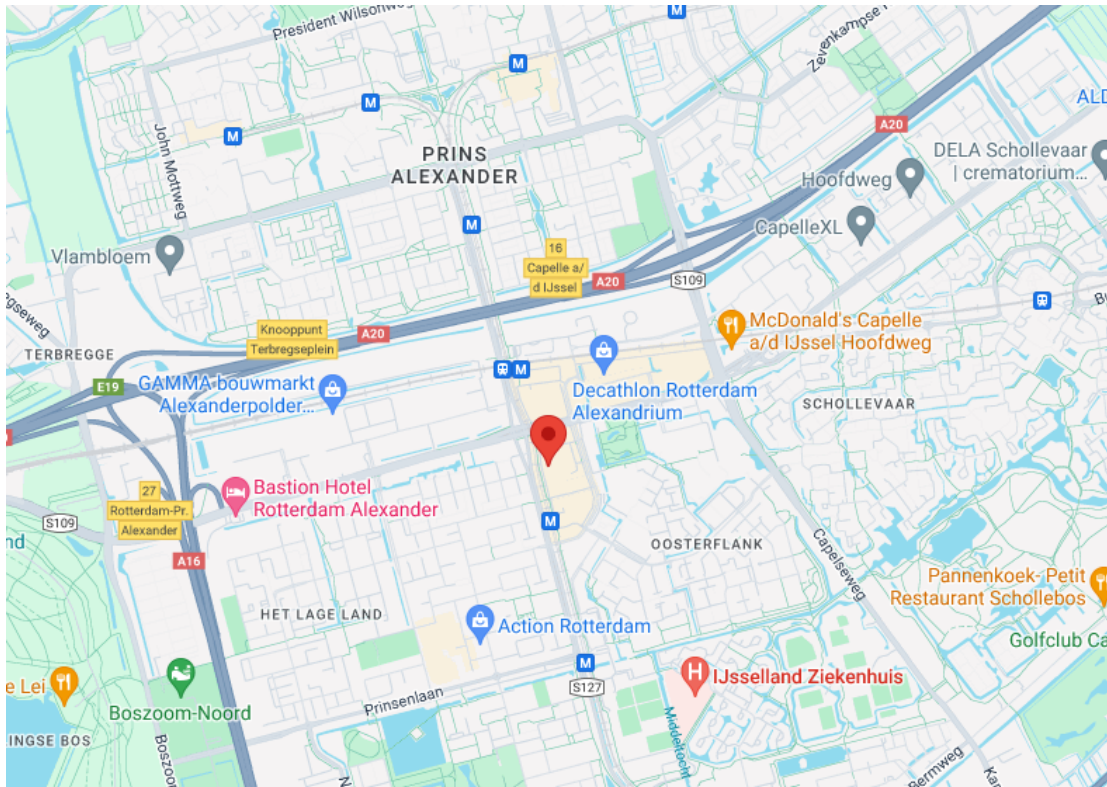 President Wilsonweg
M
Zevenkampse
M
M
M
ALD
John Mottweg
A20
PRINS
ALEXANDER
DELA Schollevaar
| crematorium...
Hoofdweg
M
CapelleXL
Vlambloem
16
Capelle a/
d IJssel
A20
S109
Knooppunt
Terbregseplein
A20
McDonald's Capelle
a/d IJssel Hoofdweg
TERBREGGE
M
E19
GAMMA bouwmarkt
Alexanderpolder...
Decathlon Rotterdam
Alexandrium
SCHOLLEVAAR
27
Rotterdam-Pr.
Alexander
Bastion Hotel
Rotterdam Alexander
S109
M
A16
OOSTERFLANK
Capelseweg
Pannenkoek- Petit
Restaurant Schollebos
HET LAGE LAND
Action Rotterdam
Golfclub Ca
M
H
IJsselland Ziekenhuis
e Lei
S127
Prinsenlaan
Boszoom-Noord
Middeltocht
INGSE BOS
Boszoo
Bermweg